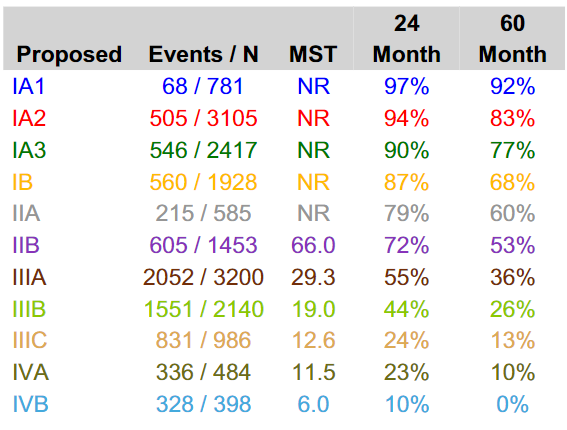 24 60
Proposed Events / N MST Month Month
IA1 68 / 781 NR 97% 92%
IA2 505 / 3105 NR 94% 83%
IA3 546 / 2417 NR 90% 77%
IB 560 / 1928 NR 87% 68%
IIA 215 / 585 NR 79% 60%
IIB 605 / 1453 66.0 72% 53%
IIIA 2052 / 3200 29.3 55% 36%
IIIB 1551 / 2140 19.0 44% 26%
IIIC 831 / 986 12.6 24% 13%
IVA 336 / 484 11.5 23% 10%
IVB 328 / 398 6.0 10% 0%